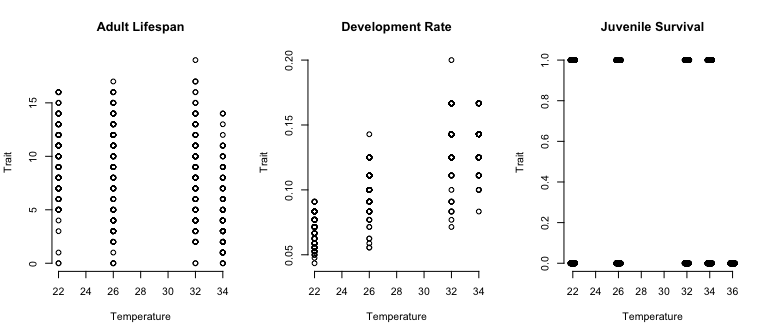 Adult Lifespan
Trait
15
10
5
0
22 24 26 28 30 32 34
Temperature
Development Rate
Trait
0.20
0.15
0.10
0.05
22 24 26 28 30 32 34
Temperature
Juvenile Survival
Trait
1.0
0.8
0.6
0.4
0.2
0.0
22 24 26 28 30 32 34 36
Temperature